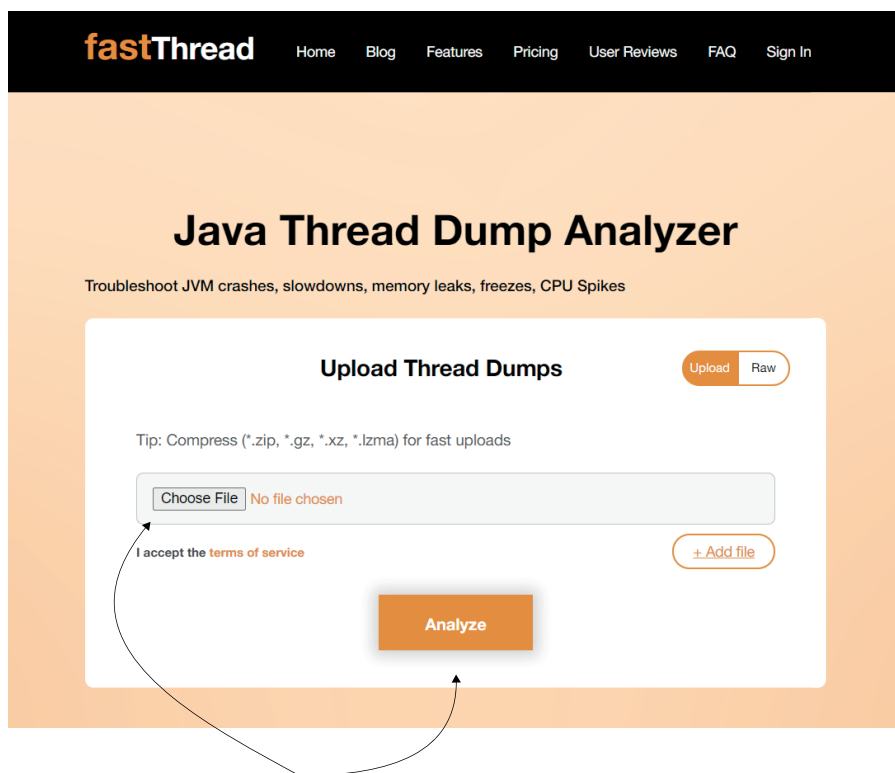 fastThread Home Blog Features Pricing User Reviews FAQ Sign In
Java Thread Dump Analyzer
Troubleshoot JVM crashes, slowdowns, memory leaks, freezes, CPU Spikes
Upload Thread Dumps Upload Raw
Tip: Compress (*.zip, *.gz, *.xz, *.lzma) for fast uploads
Choose File No file chosen
I accept the terms of service + Add file
Analyze